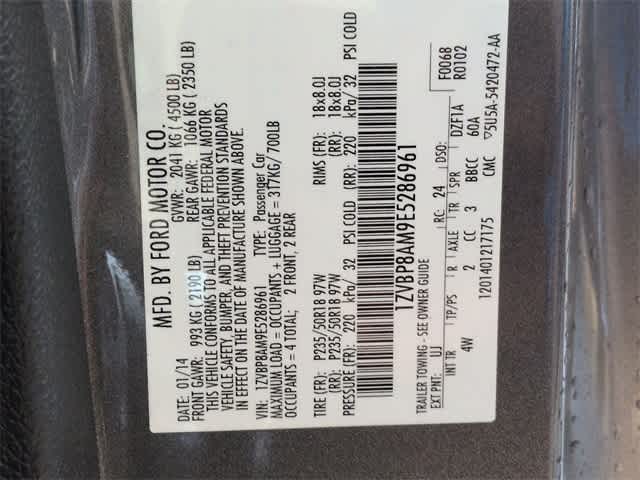 MFD. BY FORD MOTOR CO.
DATE: 01/14 GVWR: 2041 KG ( 4500 LB)
FRONT GAWR: 993 KG ( 2190 LB) REAR GAWR: 1066 KG ( 2350 LB)
THIS VEHICLE CONFORMS TO ALL APPLICABLE FEDERAL MOTOR
VEHICLE SAFETY, BUMPER, AND THEFT PREVENTION STANDARDS
IN EFFECT ON THE DATE OF MANUFACTURE SHOWN ABOVE.
VIN: 1ZVBP8AM9E5286961 TYPE: Passenger Car
MAXIMUM LOAD = OCCUPANTS + LUGGAGE = 317KG/ 700LB
OCCUPANTS = 4 TOTAL; 2 FRONT, 2 REAR
TIRE (FR): P235/50R18 97W RIMS (FR): 18x8.0J
(RR): P235/50R18 97W (RR): 18x8.0J
PRESSURE (FR): 220 kPa/ 32 PSI COLD (RR): 220 kPa/ 32 PSI COLD
1ZVBP8AM9E5286961
TRAILER TOWING - SEE OWNER GUIDE F0068
EXT PNT: UJ RC: 24 DSO: R0102
INT TR TP/PS R AXLE TR SPR DZF1A
4W 2 CC 3 BBCC 60A
1201401217175 CMC ▽5U5A-5420472-AA